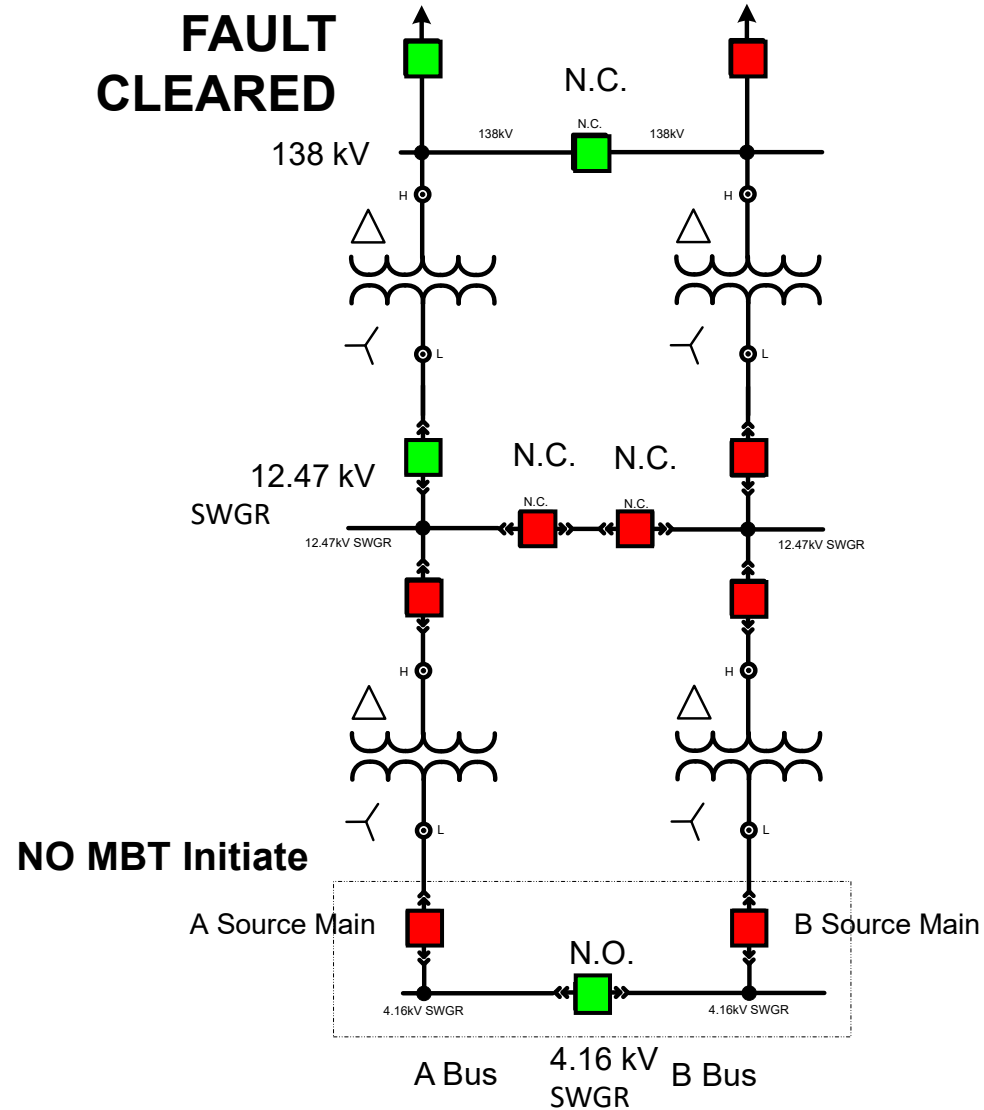 FAULT
CLEARED
N.C.
N.C.
138kV
138kV
138 kV
H
H
L
L
N.C.
N.C.
12.47 kV
SWGR
N.C.
N.C.
12.47kV SWGR
12.47kV SWGR
H
H
L
L
NO MBT Initiate
A Source Main
B Source Main
N.O.
4.16kV SWGR
4.16kV SWGR
A Bus
4.16 kV
SWGR
B Bus